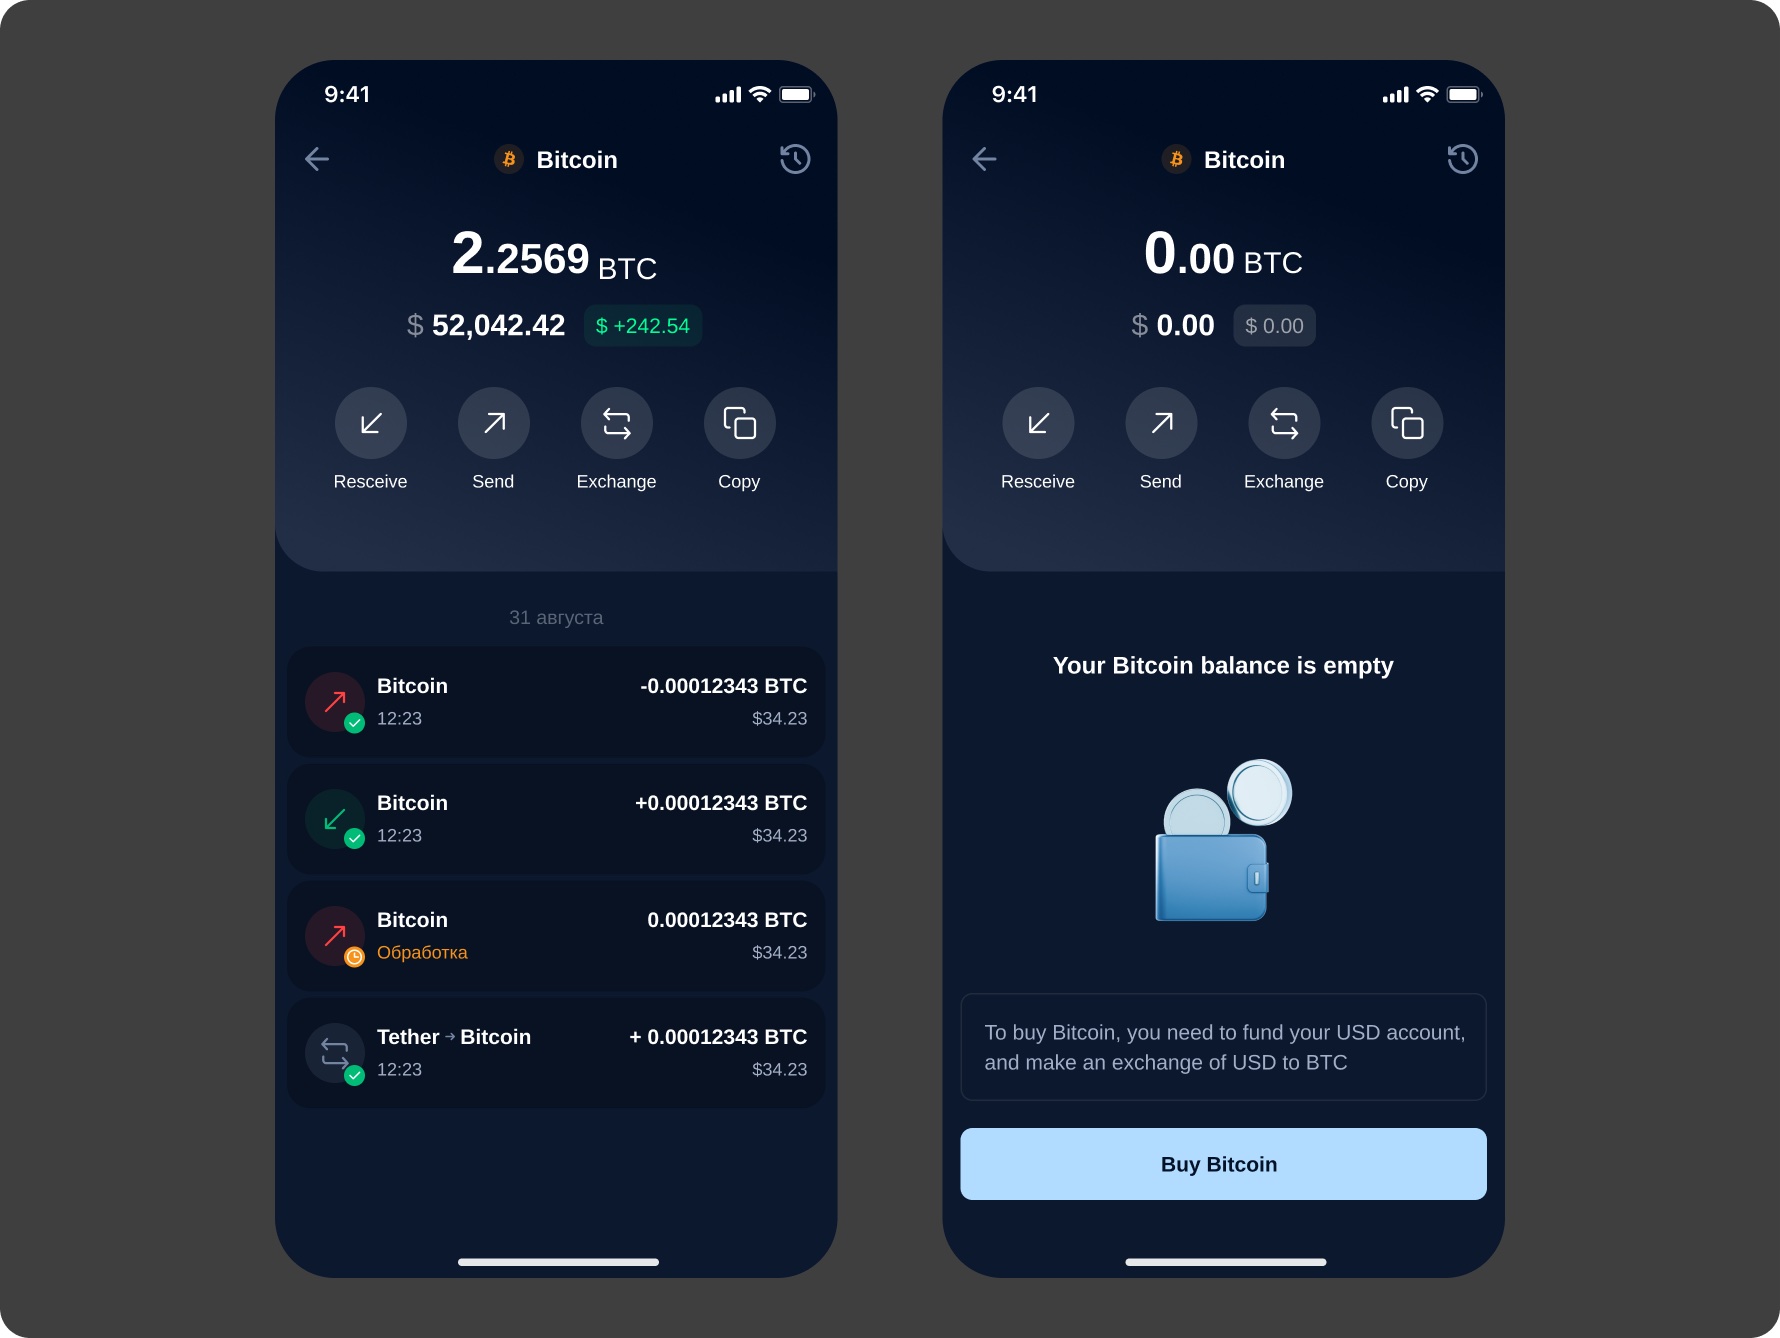 9:41
Bitcoin
2.2569 BTC
$ 52,042.42 $ +242.54
Resceive Send Exchange Copy
31 августа
Bitcoin -0.00012343 BTC
12:23 $34.23
Bitcoin +0.00012343 BTC
12:23 $34.23
Bitcoin 0.00012343 BTC
Обработка $34.23
Tether → Bitcoin + 0.00012343 BTC
12:23 $34.23
9:41
Bitcoin
0.00 BTC
$ 0.00 $ 0.00
Resceive Send Exchange Copy
Your Bitcoin balance is empty
To buy Bitcoin, you need to fund your USD account,
and make an exchange of USD to BTC
Buy Bitcoin